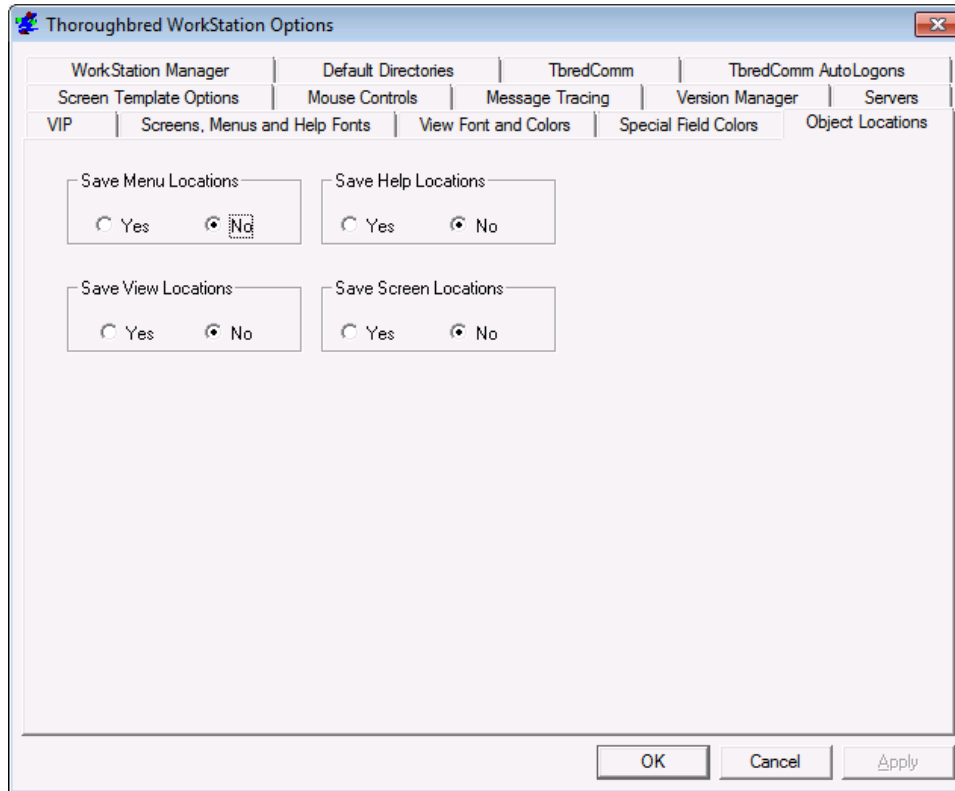 Thoroughbred WorkStation Options
WorkStation Manager Default Directories TbredComm TbredComm AutoLogons
Screen Template Options Mouse Controls Message Tracing Version Manager Servers
VIP Screens, Menus and Help Fonts View Font and Colors Special Field Colors Object Locations
Save Menu Locations Save Help Locations
Yes No Yes No
Save View Locations Save Screen Locations
Yes No Yes No
OK Cancel Apply